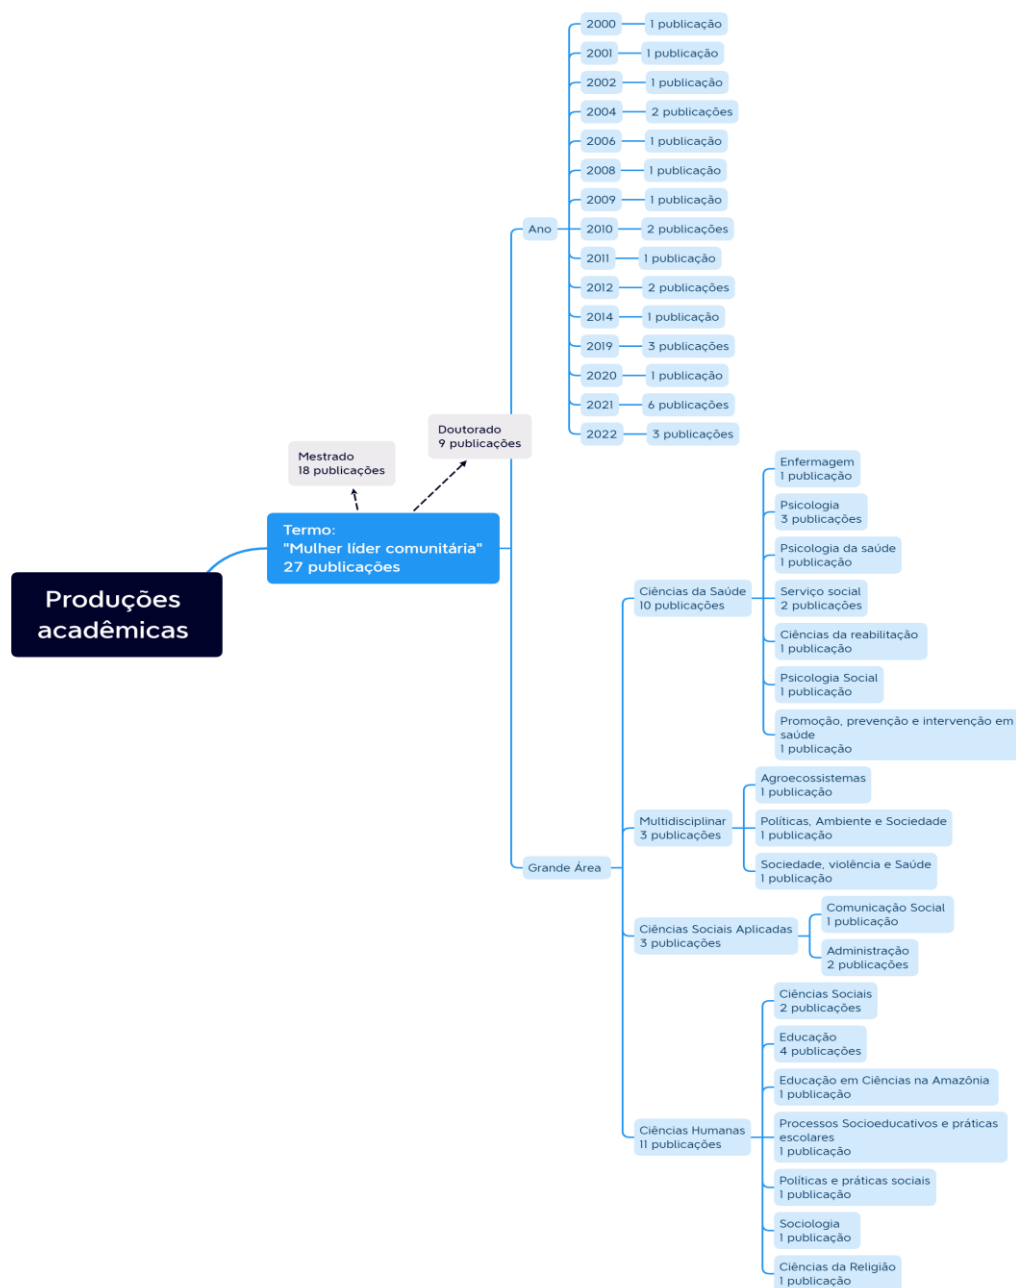 Produções
acadêmicas
Termo:
"Mulher líder comunitária"
27 publicações
Mestrado
18 publicações
Doutorado
9 publicações
Ano
2000
1 publicação
2001
1 publicação
2002
1 publicação
2004
2 publicações
2006
1 publicação
2008
1 publicação
2009
1 publicação
2010
2 publicações
2011
1 publicação
2012
2 publicações
2014
1 publicação
2019
3 publicações
2020
1 publicação
2021
6 publicações
2022
3 publicações
Grande Área
Ciências da Saúde
10 publicações
Enfermagem
1 publicação
Psicologia
3 publicações
Psicologia da saúde
1 publicação
Serviço social
2 publicações
Ciências da reabilitação
1 publicação
Psicologia Social
1 publicação
Promoção, prevenção e intervenção em
saúde
1 publicação
Multidisciplinar
3 publicações
Agroecossistemas
1 publicação
Políticas, Ambiente e Sociedade
1 publicação
Sociedade, violência e Saúde
1 publicação
Ciências Sociais Aplicadas
3 publicações
Comunicação Social
1 publicação
Administração
2 publicações
Ciências Humanas
11 publicações
Ciências Sociais
2 publicações
Educação
4 publicações
Educação em Ciências na Amazônia
1 publicação
Processos Socioeducativos e práticas
escolares
1 publicação
Políticas e práticas sociais
1 publicação
Sociologia
1 publicação
Ciências da Religião
1 publicação